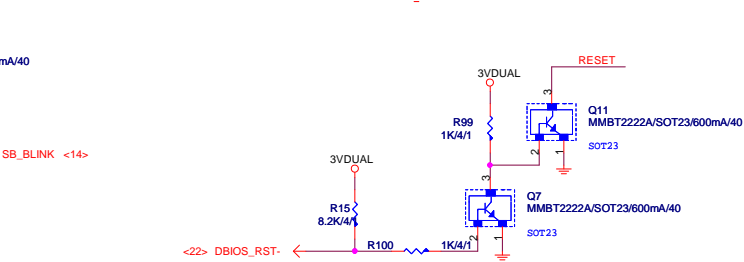 mA/40
RESET
3VDUAL
3
Q11
MMBT2222A/SOT23/600mA/40
R99
1K/4/1
SOT23
2
1
SB_BLINK <14>
3VDUAL
3
Q7
MMBT2222A/SOT23/600mA/40
R15
8.2K/4/1
SOT23
2
1
<22> DBIOS_RST-
R100
1K/4/1